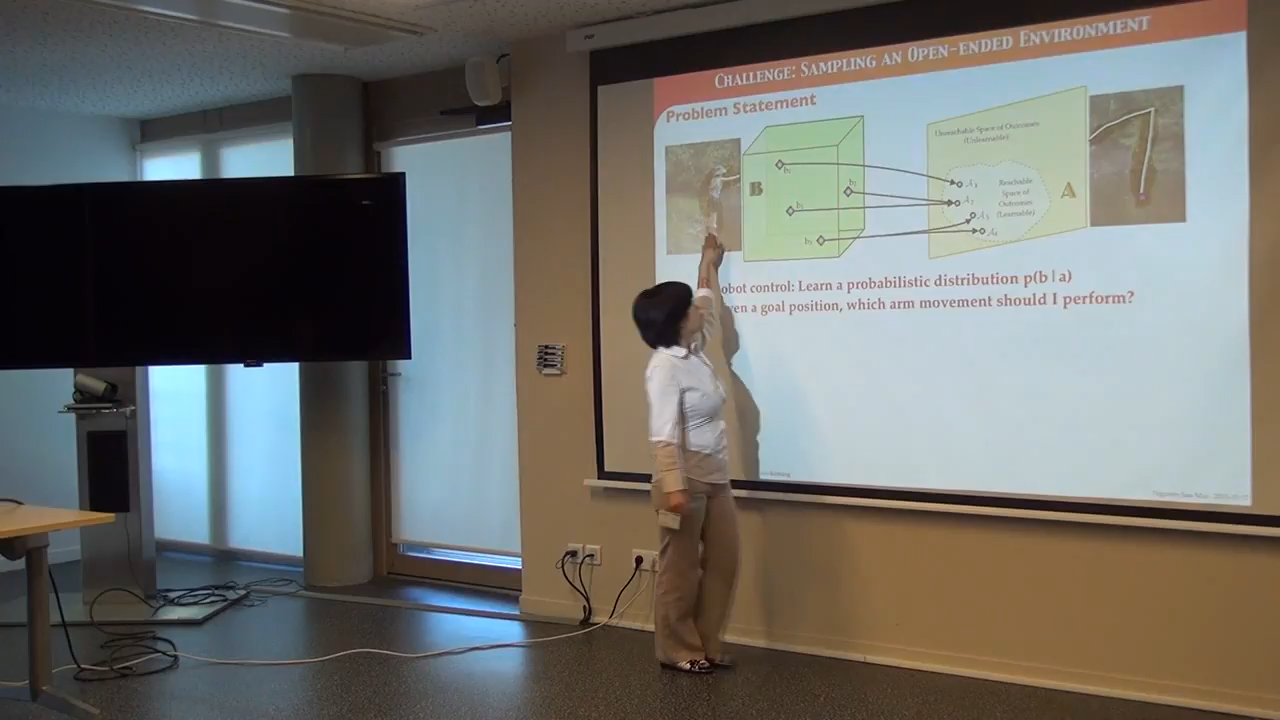 CHALLENGE: SAMPLING AN OPEN-ENDED ENVIRONMENT
Problem Statement
Unreachable Space of Outcomes
(Unlearnable)
B
A
Reachable
Space of
Outcomes
(Learnable)
obot control: Learn a probabilistic distribution p(b|a)
en a goal position, which arm movement should I perform?